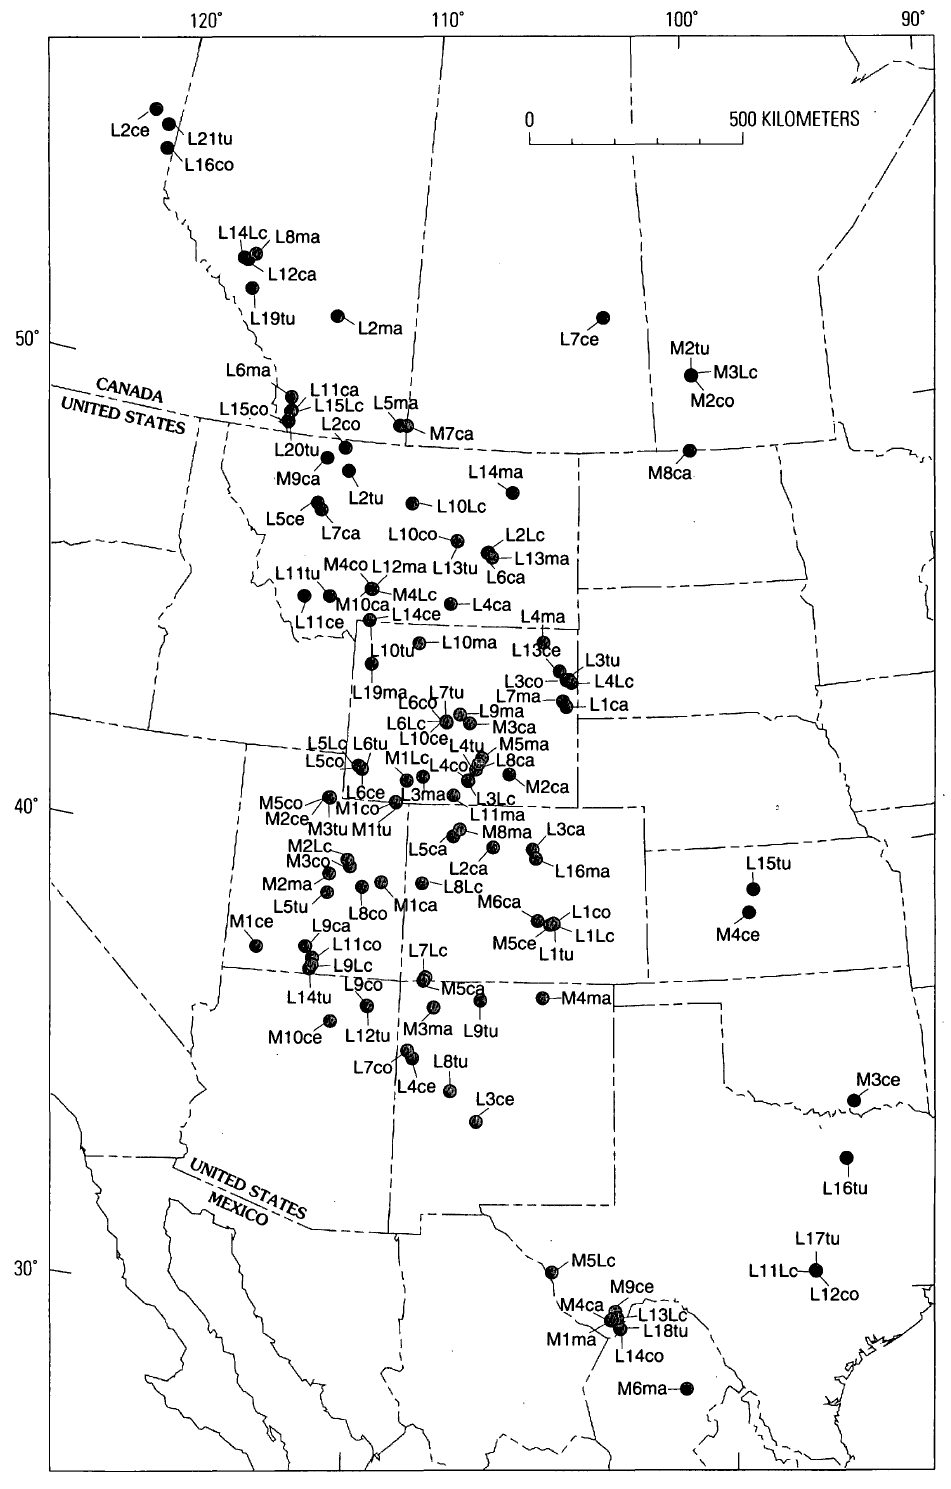 120° 110° 100° 90°
0 500 KILOMETERS
L2ce
L21tu
L16co
L14Lc L8ma
L12ca
L19tu
L2ma
L7ce
50°
M2tu
M3Lc
M2co
L6ma
CANADA
L11ca
L15co L15Lc
L5ma
UNITED STATES
L2co
M7ca
L20tu
M8ca
M9ca
L14ma
L2tu
L5ce
L10Lc
L7ca
L10co L2Lc
L13ma
L13tu
L6ca
M4co L12ma
L11tu
M4Lc
M10ca L4ca
L14ce
L11ce
L4ma
L10tu L10ma
L13ce
L3tu
L3co L4Lc
L19ma
L7tu L7ma
L6co
L9ma L1ca
L6Lc M3ca
L10ce
L5Lc L6tu
L4tu M5ma
L5co M1Lc L4co L8ca
M2ca
L6ce L3ma L3Lc
M5co M1co
40°
M2ce
L11ma
M3tu M1tu
M8ma L3ca
L5ca
M2Lc
M3co
L2ca L16ma
L15tu
M2ma
L8Lc
L5tu
M1ca
M6ca
L8co
L1co
M4ce
M1ce L9ca
M5ce L1Lc
L11co
L1tu
L7Lc
L9Lc
L9co M5ca
L14tu
M4ma
M3ma L9tu
M10ce L12tu
L7co L8tu
L4ce
M3ce
L3ce
UNITED STATES
L16tu
MEXICO
L17tu
30°
M5Lc
L11Lc
M9ce
L12co
M4ca
L13Lc
L18tu
M1ma
L14co
M6ma